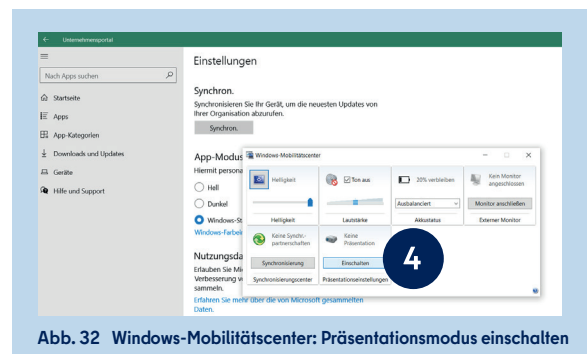 Unternehmensportal
Nach Apps suchen
Startseite
Apps
App-Kategorien
Downloads und Updates
Geräte
Hilfe und Support
Einstellungen
Synchron.
Synchronisieren Sie Ihr Gerät, um die neuesten Updates von
Ihrer Organisation abzurufen.
Synchron.
App-Modus
Hiermit persona
Hell
Dunkel
Windows-St
Windows-Farbei
Nutzungsda
Erlauben Sie Mi
Verbesserung v
sammeln.
Erfahren Sie mehr über die von Microsoft gesammelten
Daten.
Windows-Mobilitätscenter
Helligkeit
Helligkeit
Ton aus
Lautstärke
20% verbleiben
Ausbalanciert
Akkustatus
Kein Monitor
angeschlossen
Monitor anschließen
Externer Monitor
Keine Synchr.-
partnerschaften
Synchronisierung
Synchronisierungscenter
Keine
Präsentation
Einschalten
Präsentationseinstellungen
4
Abb. 32 Windows-Mobilitätscenter: Präsentationsmodus einschalten